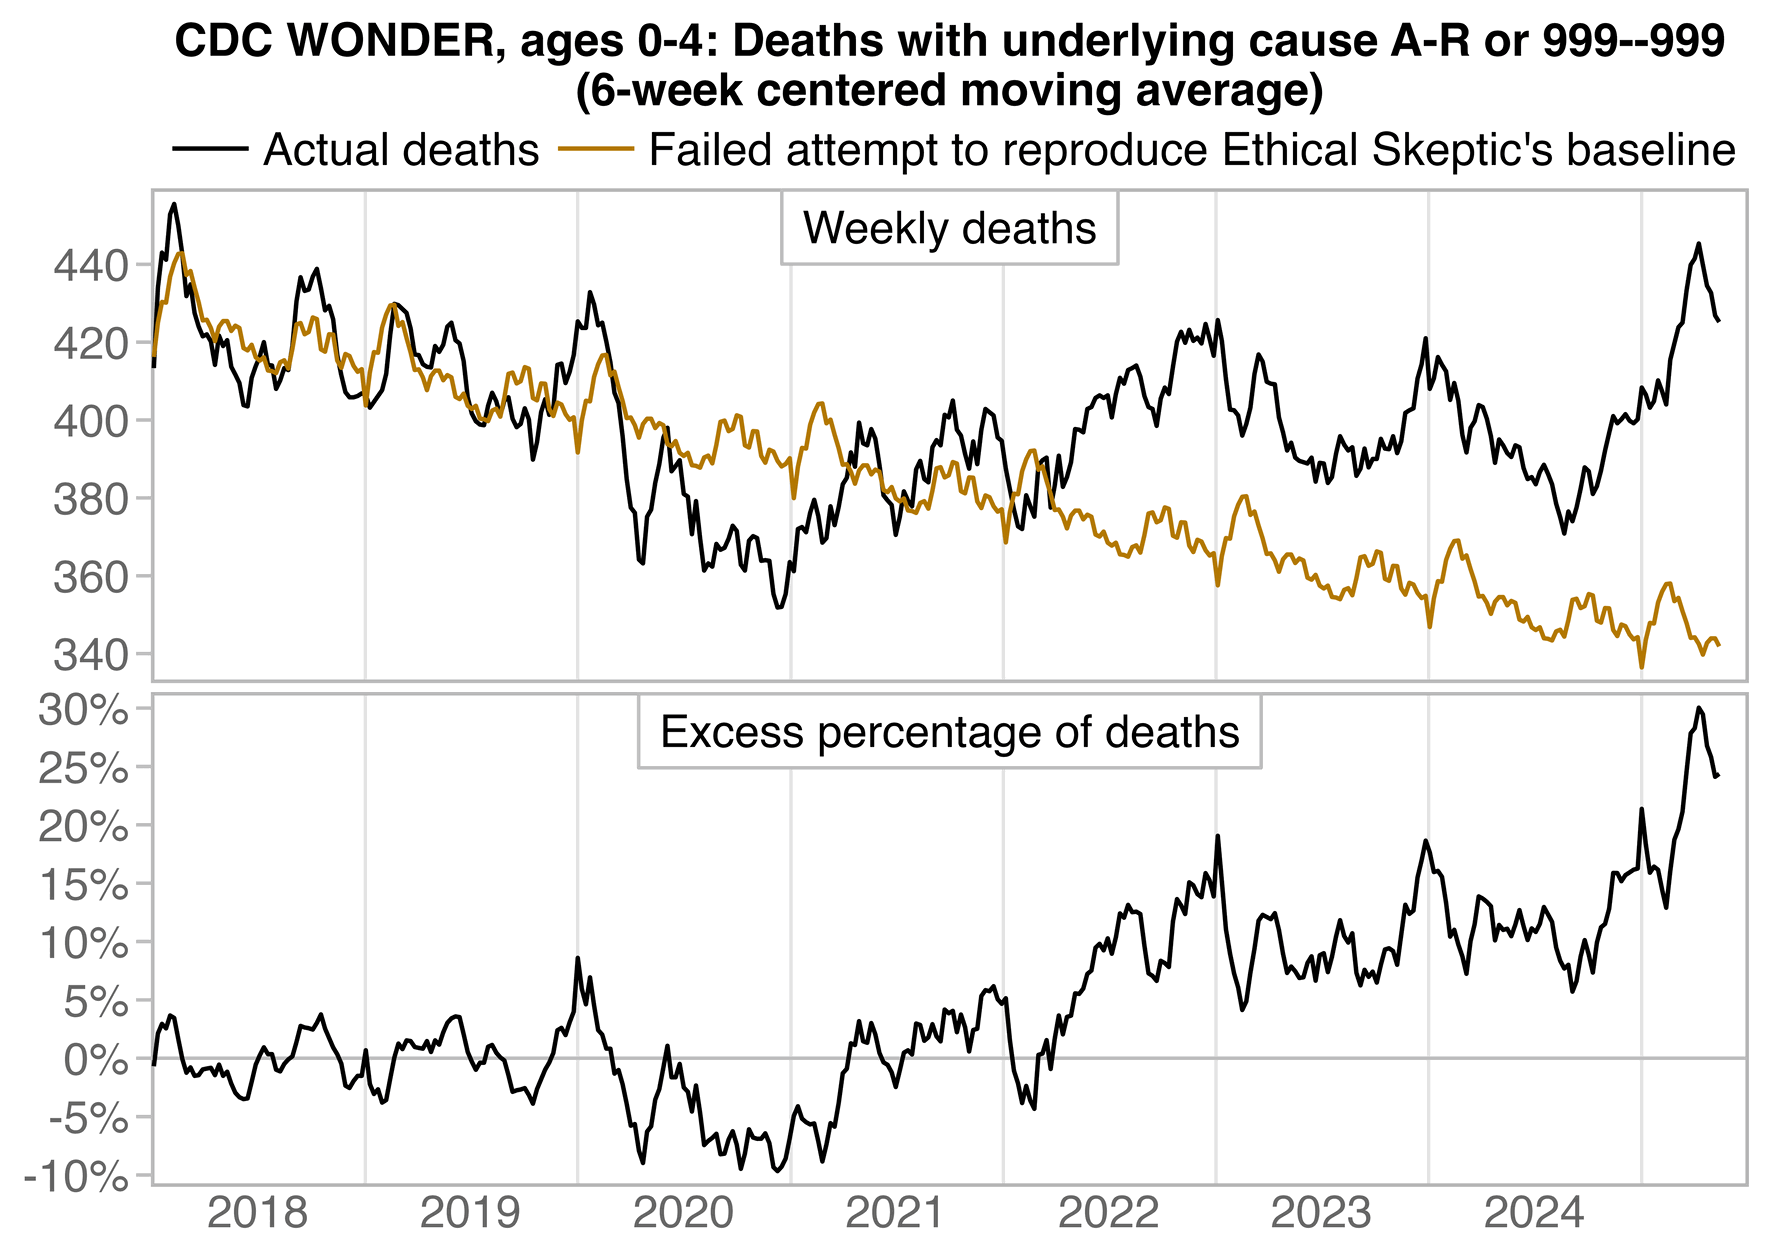 CDC WONDER, ages 0-4: Deaths with underlying cause A-R or 999--999
(6-week centered moving average)
Actual deaths Failed attempt to reproduce Ethical Skeptic's baseline
Weekly deaths
440
420
400
380
360
340
Excess percentage of deaths
30%
25%
20%
15%
10%
5%
0%
-5%
-10%
2018 2019 2020 2021 2022 2023 2024